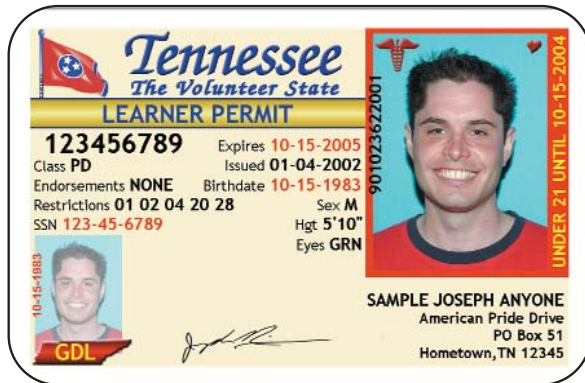 Tennessee
The Volunteer State
LEARNER PERMIT
123456789
Expires 10-15-2005
Class PD
Issued 01-04-2002
Endorsements NONE
Birthdate 10-15-1983
Restrictions 01 02 04 20 28
Sex M
SSN 123-45-6789
Hgt 5'10"
Eyes GRN
10-15-1983
GDL
901023622001
UNDER 21 UNTIL 10-15-2004
SAMPLE JOSEPH ANYONE
American Pride Drive
PO Box 51
Hometown,TN 12345